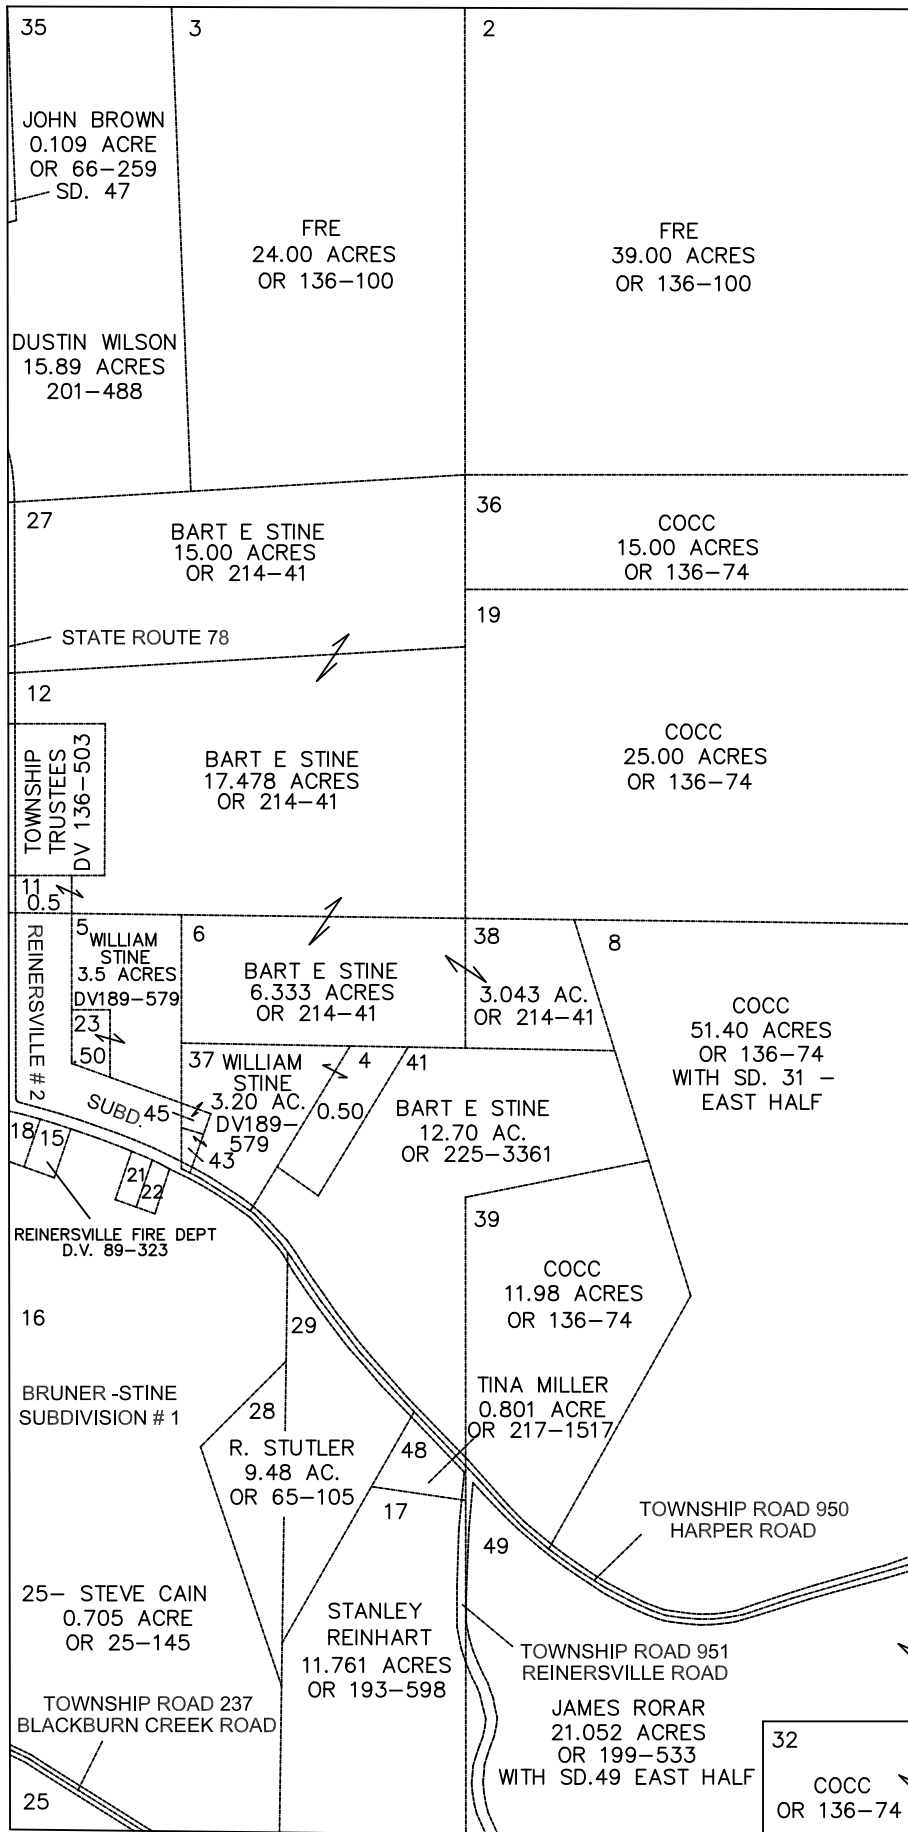 35
3
2
JOHN BROWN
0.109 ACRE
OR 66-259
SD. 47
FRE
24.00 ACRES
OR 136-100
FRE
39.00 ACRES
OR 136-100
DUSTIN WILSON
15.89 ACRES
201-488
27
BART E STINE
15.00 ACRES
OR 214-41
36
COCC
15.00 ACRES
OR 136-74
STATE ROUTE 78
19
COCC
25.00 ACRES
OR 136-74
12
TOWNSHIP
TRUSTEES
DV 136-503
BART E STINE
17.478 ACRES
OR 214-41
11
0.5
REINERSVILLE # 2
5
WILLIAM
STINE
3.5 ACRES
DV189-579
23
.50
6
BART E STINE
6.333 ACRES
OR 214-41
38
3.043 AC.
OR 214-41
8
COCC
51.40 ACRES
OR 136-74
WITH SD. 31 -
EAST HALF
37
WILLIAM
STINE
3.20 AC.
DV189-
579
4
0.50
41
BART E STINE
12.70 AC.
OR 225-3361
SUBD.
45
43
18
15
21
22
REINERSVILLE FIRE DEPT
D.V. 89-323
39
COCC
11.98 ACRES
OR 136-74
16
29
BRUNER -STINE
SUBDIVISION # 1
28
R. STUTLER
9.48 AC.
OR 65-105
TINA MILLER
0.801 ACRE
OR 217-1517
48
17
49
TOWNSHIP ROAD 950
HARPER ROAD
25- STEVE CAIN
0.705 ACRE
OR 25-145
STANLEY
REINHART
11.761 ACRES
OR 193-598
TOWNSHIP ROAD 951
REINERSVILLE ROAD
TOWNSHIP ROAD 237
BLACKBURN CREEK ROAD
JAMES RORAR
21.052 ACRES
OR 199-533
WITH SD.49 EAST HALF
25
32
COCC
OR 136-74